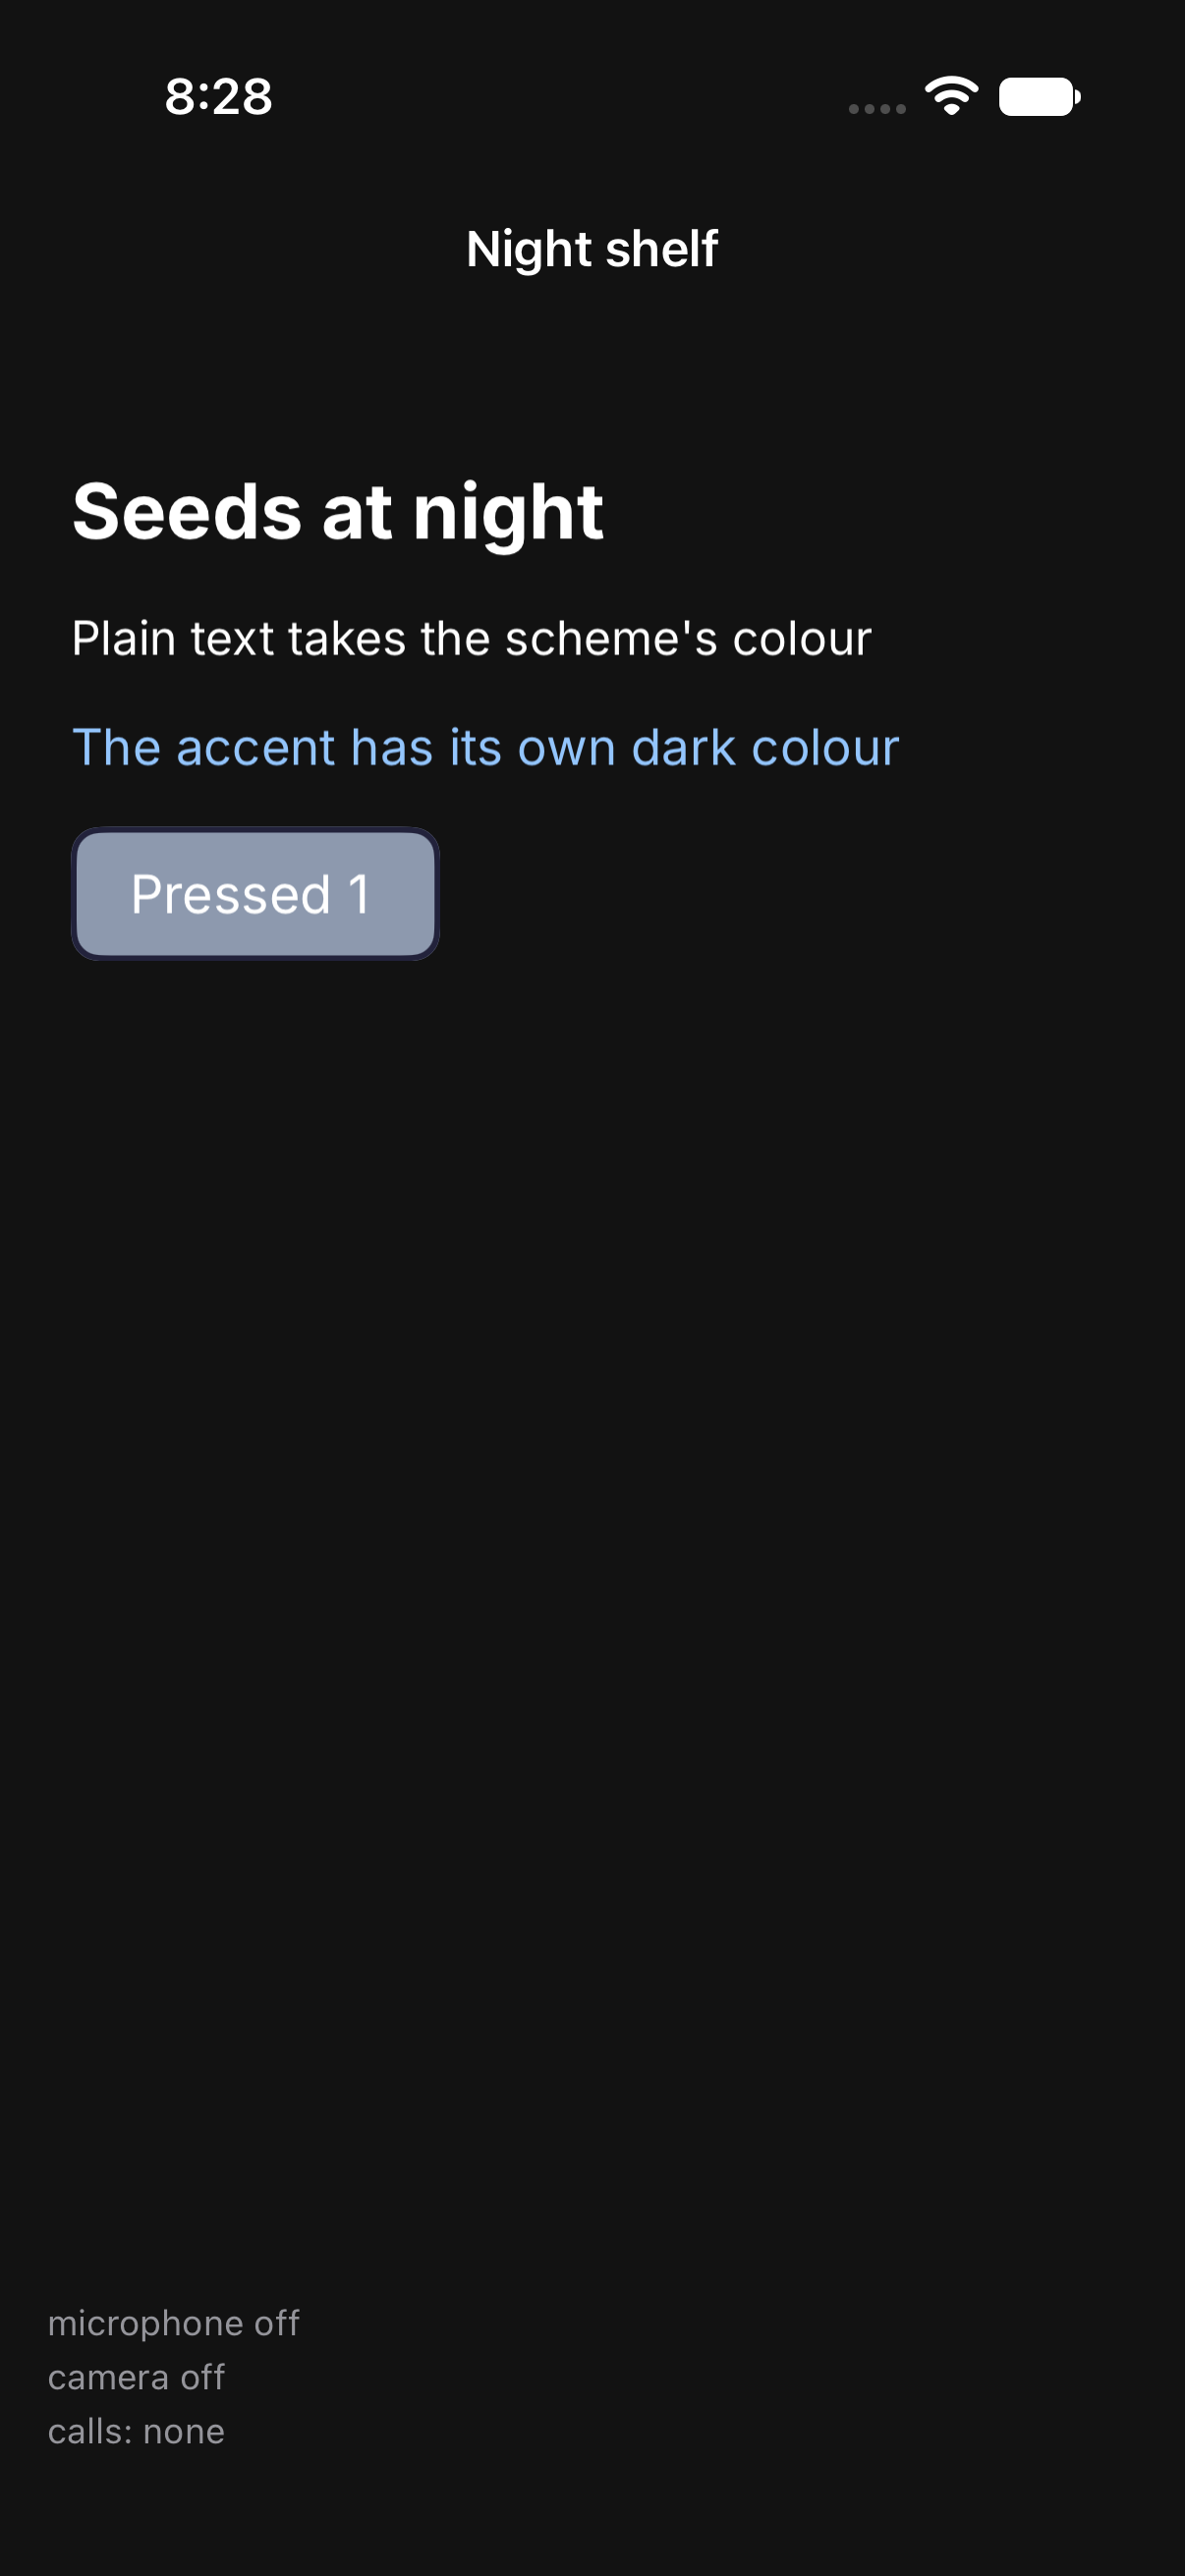 8:28
Night shelf
Seeds at night
Plain text takes the scheme's colour
The accent has its own dark colour
Pressed 1
microphone off
camera off
calls: none